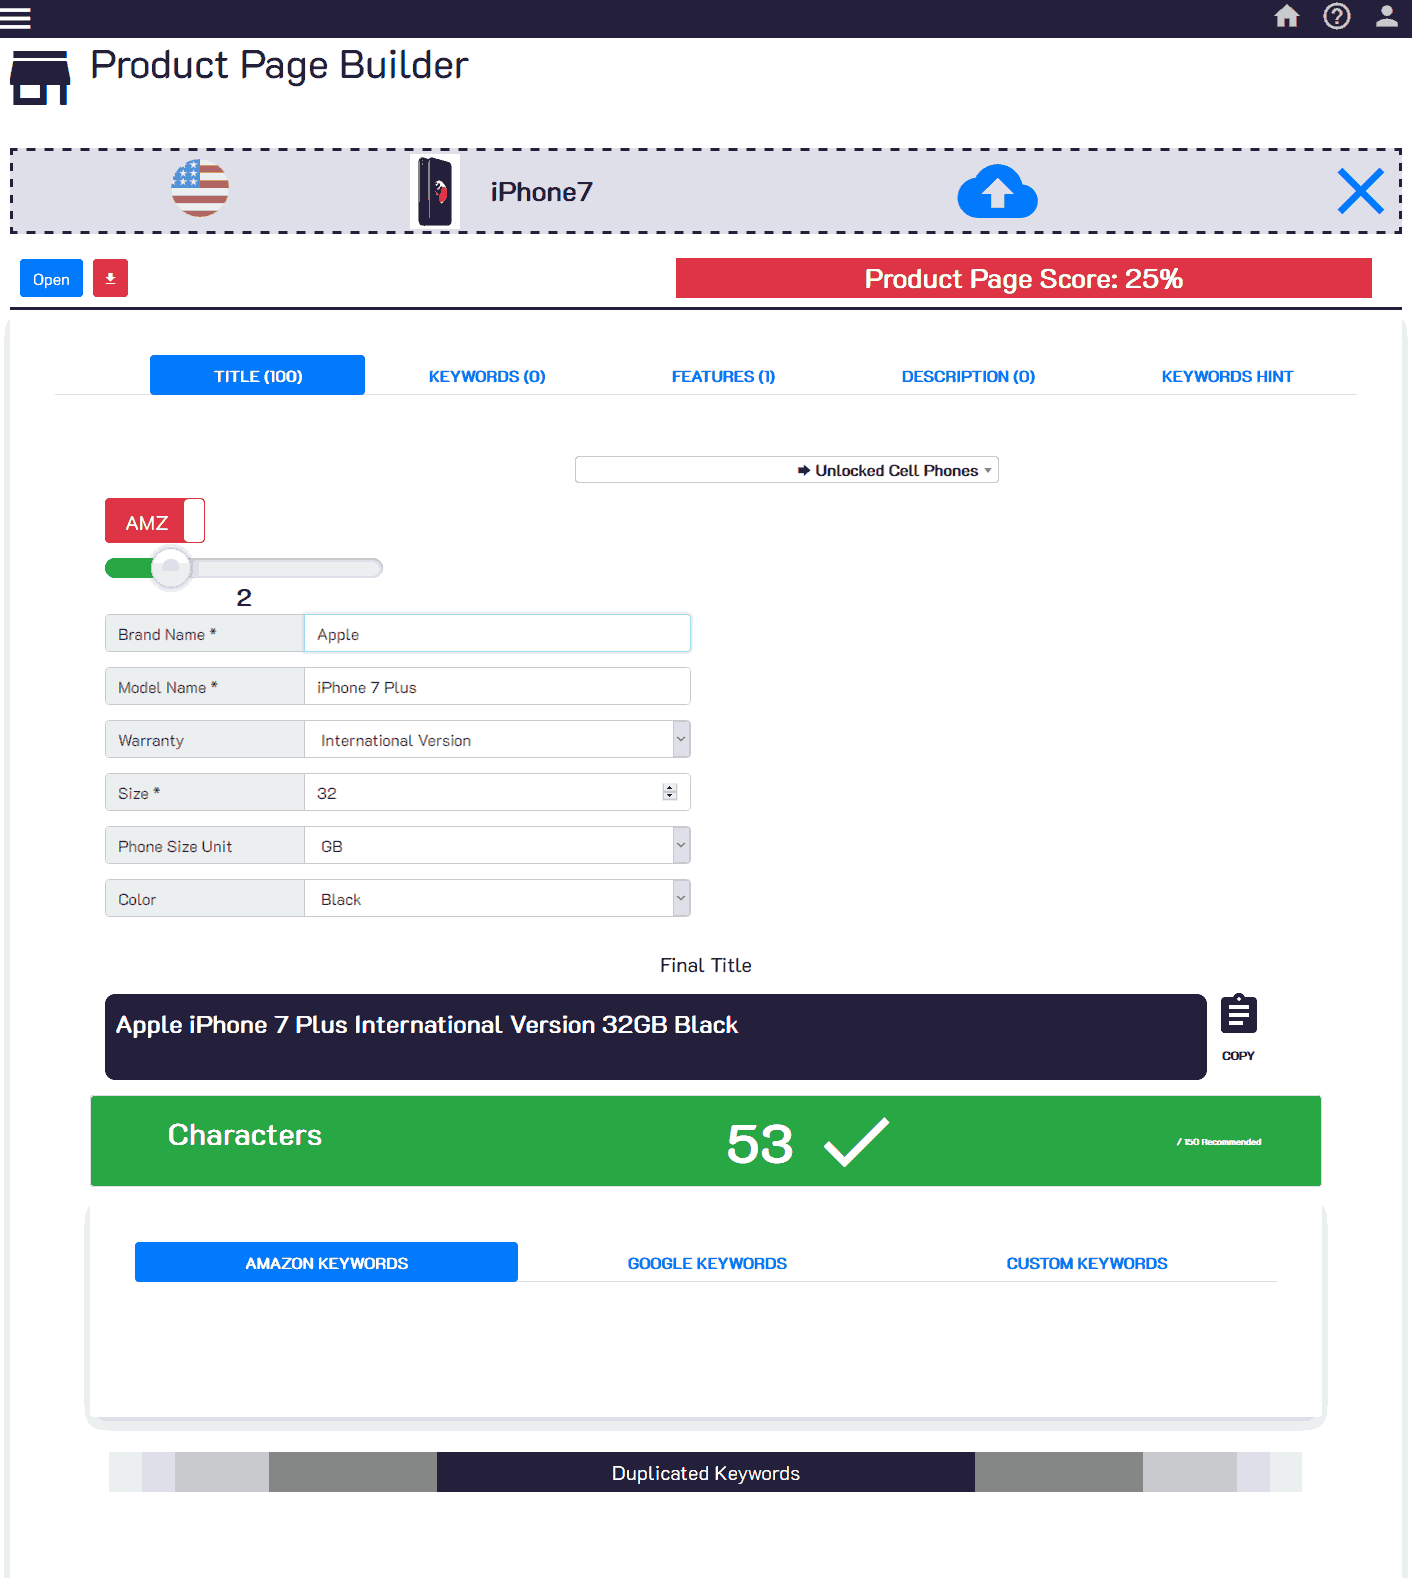 Product Page Builder
iPhone7
Open
Product Page Score: 25%
TITLE (100)
KEYWORDS (0)
FEATURES (1)
DESCRIPTION (0)
KEYWORDS HINT
Unlocked Cell Phones
AMZ
2
Brand Name * Apple
Model Name * iPhone 7 Plus
Warranty International Version
Size * 32
Phone Size Unit GB
Color Black
Final Title
Apple iPhone 7 Plus International Version 32GB Black
COPY
Characters 53 / 150 Recommended
AMAZON KEYWORDS
GOOGLE KEYWORDS
CUSTOM KEYWORDS
Duplicated Keywords